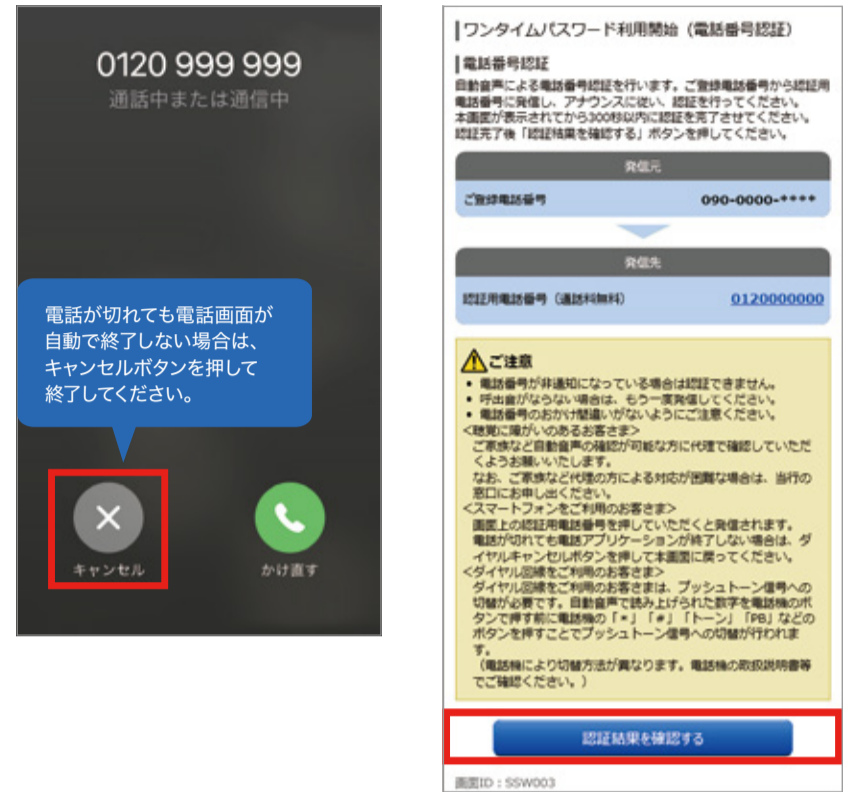 0120 999 999
通話中または通信中
電話が切れても電話画面が
自動で終了しない場合は、
キャンセルボタンを押して
終了してください。
キャンセル
かけ直す
ワンタイムパスワード利用開始（電話番号認証）
電話番号認証
自動音声による電話番号認証を行います。ご登録電話番号から認証用
電話番号に発信し、アナウンスに従い、認証を行ってください。
本画面が表示されてから300秒以内に認証を完了させてください。
認証完了後「認証結果を確認する」ボタンを押してください。
発信元
ご登録電話番号
090-0000-****
発信先
認証用電話番号（通話料無料）
0120000000
ご注意
• 電話番号が非通知になっている場合は認証できません。
• 呼出音がならない場合は、もう一度発信してください。
• 電話番号のおかけ間違いがないようにご注意ください。
<聴覚に障がいのあるお客さま>
ご家族など自動音声の確認が可能な方に代理で確認していただ
くようお願いいたします。
なお、ご家族など代理の方による対応が困難な場合は、当行の
窓口にお申し出ください。
<スマートフォンをご利用のお客さま>
画面上の認証用電話番号を押していただくと発信されます。
電話が切れても電話アプリケーションが終了しない場合は、ダ
イヤルキャンセルボタンを押して本画面に戻ってください。
<ダイヤル回線をご利用のお客さま>
ダイヤル回線をご利用のお客さまは、プッシュトーン信号への
切替が必要です。自動音声で読み上げられた数字を電話機のボ
タンで押す前に電話機の「*」「#」「トーン」「PB」などの
ボタンを押すことでプッシュトーン信号への切替が行われま
す。
（電話機により切替方法が異なります。電話機の取扱説明書等
でご確認ください。）
認証結果を確認する
画面ID：SSW003